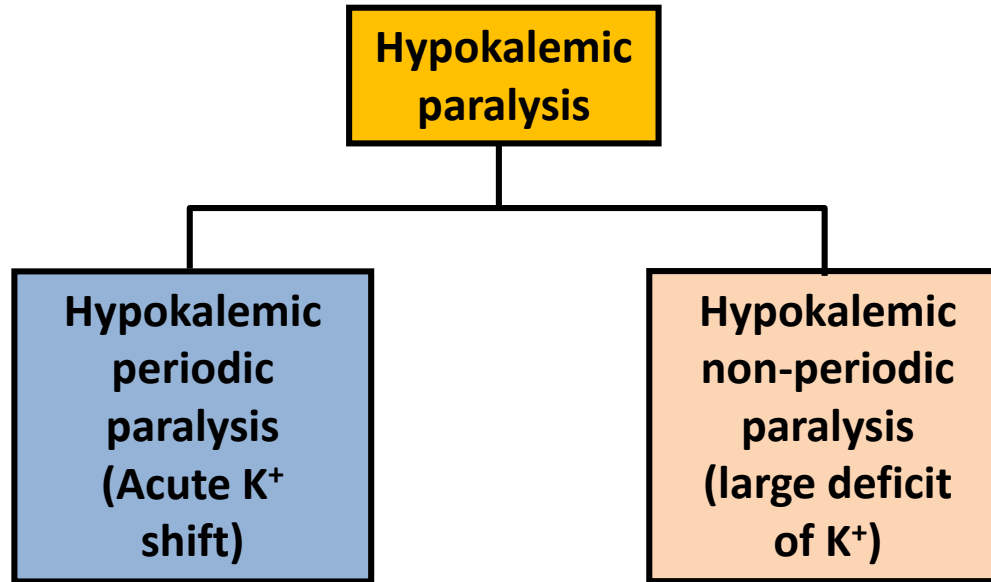 Hypokalemic
paralysis
Hypokalemic
periodic
paralysis
(Acute K⁺
shift)
Hypokalemic
non-periodic
paralysis
(large deficit
of K⁺)